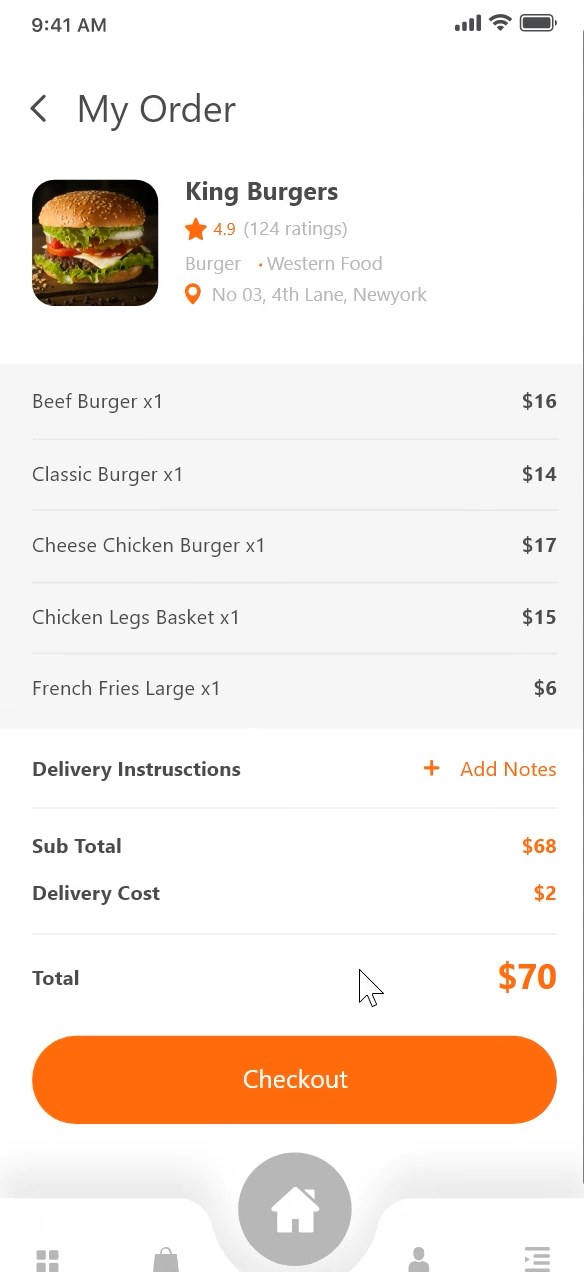 9:41 AM
My Order
King Burgers
4.9 (124 ratings)
Burger · Western Food
No 03, 4th Lane, Newyork
Beef Burger x1 $16
Classic Burger x1 $14
Cheese Chicken Burger x1 $17
Chicken Legs Basket x1 $15
French Fries Large x1 $6
Delivery Instrusctions + Add Notes
Sub Total $68
Delivery Cost $2
Total $70
Checkout